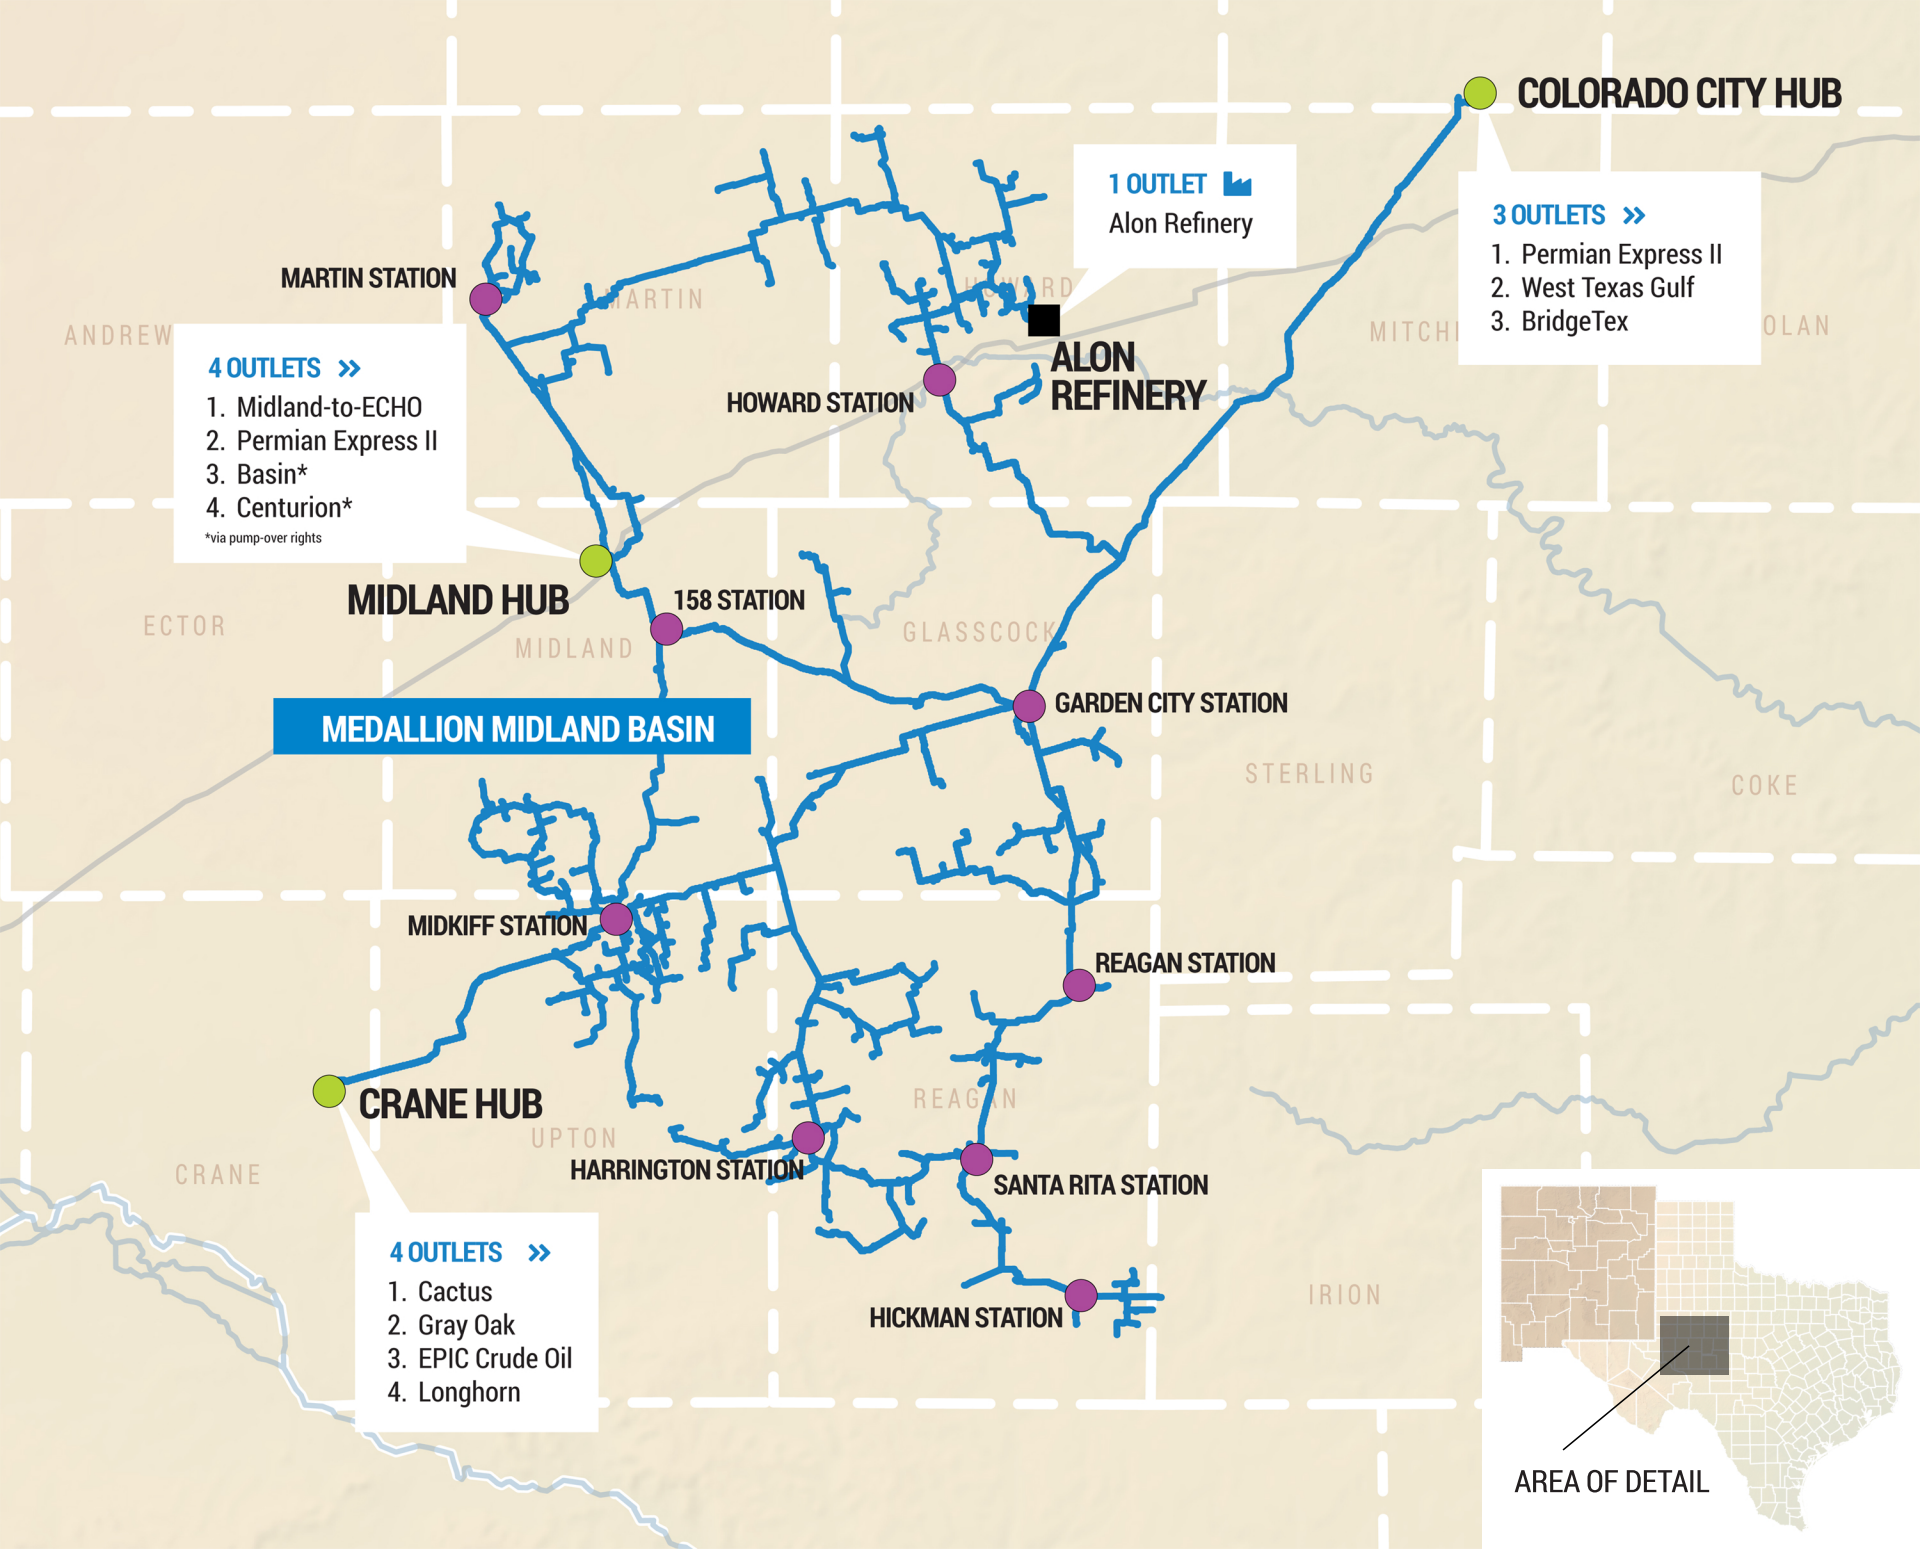 COLORADO CITY HUB
3 OUTLETS »
1. Permian Express II
2. West Texas Gulf
3. BridgeTex
1 OUTLET
Alon Refinery
MARTIN STATION
MARTIN
HOWARD
ANDREW
MITCH
OLAN
ALON
REFINERY
HOWARD STATION
4 OUTLETS »
1. Midland-to-ECHO
2. Permian Express II
3. Basin*
4. Centurion*
*via pump-over rights
MIDLAND HUB
158 STATION
ECTOR
MIDLAND
GLASSCOCK
GARDEN CITY STATION
MEDALLION MIDLAND BASIN
STERLING
COKE
MIDKIFF STATION
REAGAN STATION
CRANE HUB
REAGAN
UPTON
CRANE
HARRINGTON STATION
SANTA RITA STATION
4 OUTLETS »
1. Cactus
2. Gray Oak
3. EPIC Crude Oil
4. Longhorn
HICKMAN STATION
IRION
AREA OF DETAIL